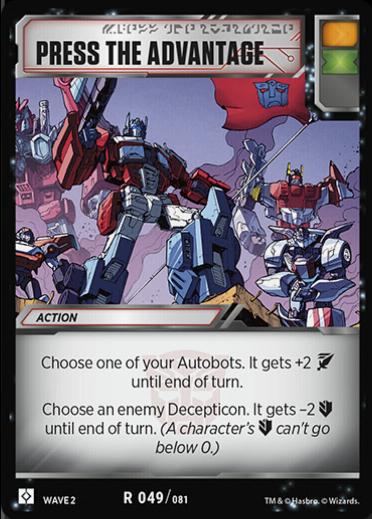 PRESS THE ADVANTAGE
ACTION
Choose one of your Autobots. It gets +2
until end of turn.
Choose an enemy Decepticon. It gets –2
until end of turn. (A character's can't go
below 0.)
WAVE 2
R 049/081
TM & © Hasbro. © Wizards.